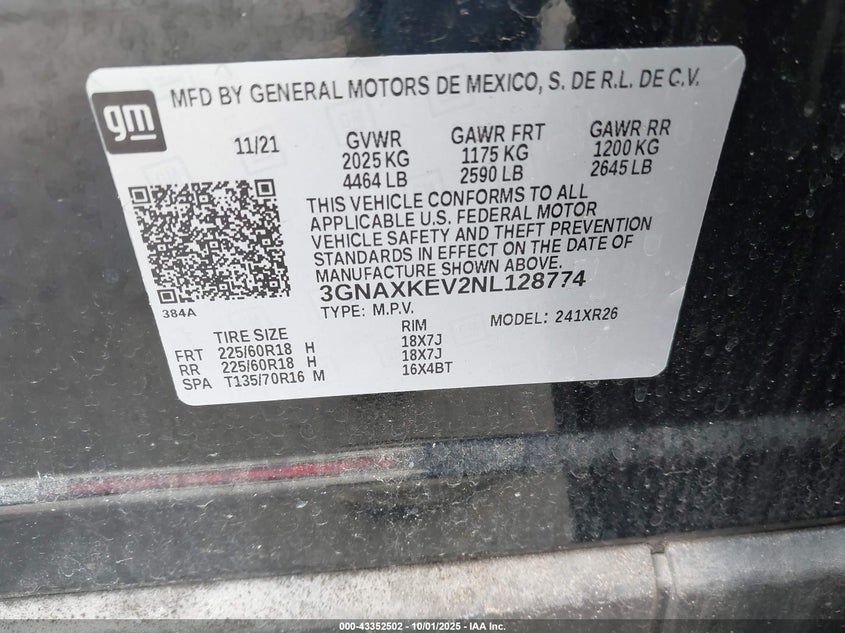 gm
MFD BY GENERAL MOTORS DE MEXICO, S. DE R.L. DE C.V.
11/21
GVWR GAWR FRT GAWR RR
2025 KG 1175 KG 1200 KG
4464 LB 2590 LB 2645 LB
THIS VEHICLE CONFORMS TO ALL
APPLICABLE U.S. FEDERAL MOTOR
VEHICLE SAFETY AND THEFT PREVENTION
STANDARDS IN EFFECT ON THE DATE OF
MANUFACTURE SHOWN ABOVE.
3GNAXKEV2NL128774
384A
TYPE: M.P.V.
MODEL: 241XR26
TIRE SIZE RIM
FRT 225/60R18 H 18X7J
RR 225/60R18 H 18X7J
SPA T135/70R16 M 16X4BT
000-43352502 - 10/01/2025 - IAA Inc.